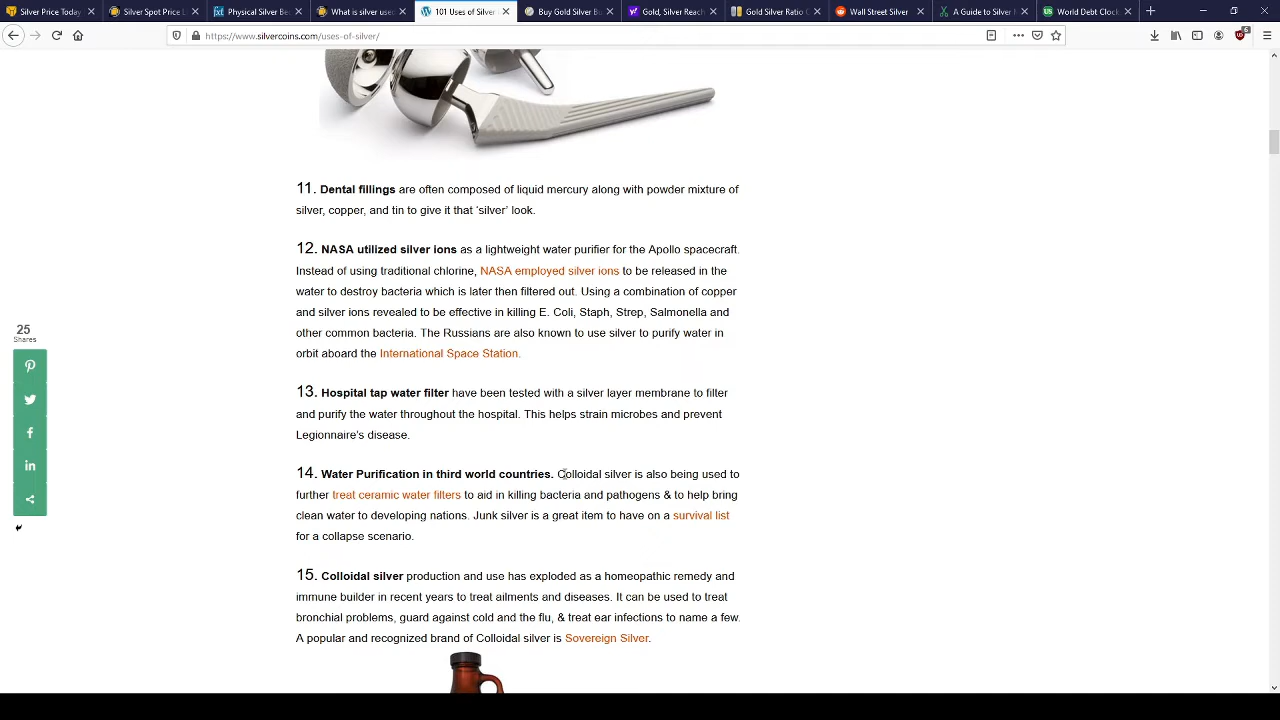 Silver Price Today
Silver Spot Price
Physical Silver Be
What is silver use
101 Uses of Silver
Buy Gold Silver Bu
Gold, Silver Reach
Gold Silver Ratio C
Wall Street Silver
A Guide to Silver M
World Debt Clock
https://www.silvercoins.com/uses-of-silver/
6
11. Dental fillings are often composed of liquid mercury along with powder mixture of
silver, copper, and tin to give it that ‘silver’ look.
12. NASA utilized silver ions as a lightweight water purifier for the Apollo spacecraft.
Instead of using traditional chlorine, NASA employed silver ions to be released in the
water to destroy bacteria which is later then filtered out. Using a combination of copper
and silver ions revealed to be effective in killing E. Coli, Staph, Strep, Salmonella and
other common bacteria. The Russians are also known to use silver to purify water in
orbit aboard the International Space Station.
25
Shares
13. Hospital tap water filter have been tested with a silver layer membrane to filter
and purify the water throughout the hospital. This helps strain microbes and prevent
Legionnaire’s disease.
14. Water Purification in third world countries. Colloidal silver is also being used to
further treat ceramic water filters to aid in killing bacteria and pathogens & to help bring
clean water to developing nations. Junk silver is a great item to have on a survival list
for a collapse scenario.
15. Colloidal silver production and use has exploded as a homeopathic remedy and
immune builder in recent years to treat ailments and diseases. It can be used to treat
bronchial problems, guard against cold and the flu, & treat ear infections to name a few.
A popular and recognized brand of Colloidal silver is Sovereign Silver.